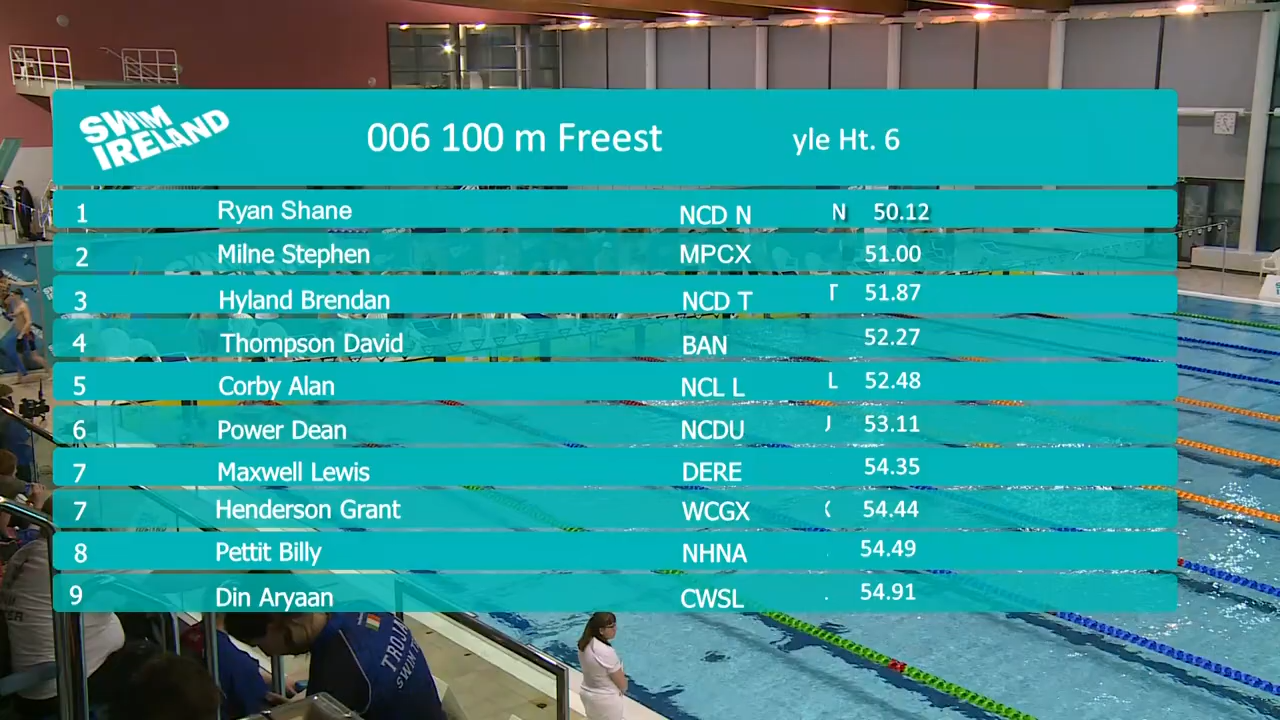 SWIM IRELAND
006 100 m Freest yle Ht. 6
1 Ryan Shane NCD N N 50.12
2 Milne Stephen MPCX 51.00
3 Hyland Brendan NCD T T 51.87
4 Thompson David BAN 52.27
5 Corby Alan NCL L L 52.48
6 Power Dean NCDU J 53.11
7 Maxwell Lewis DERE 54.35
7 Henderson Grant WCGX 54.44
8 Pettit Billy NHNA 54.49
9 Din Aryaan CWSL 54.91
TROJAN
SWIM